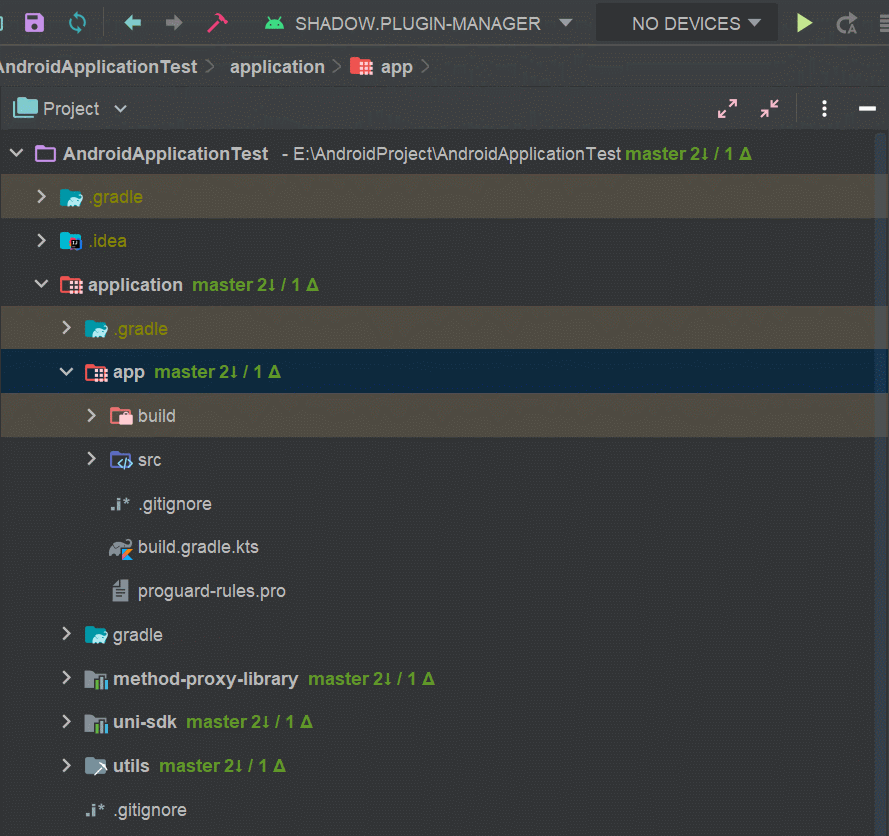 SHADOW.PLUGIN-MANAGER NO DEVICES
AndroidApplicationTest application app
Project
AndroidApplicationTest - E:\AndroidProject\AndroidApplicationTest master 2↓ / 1 Δ
.gradle
.idea
application master 2↓ / 1 Δ
.gradle
app master 2↓ / 1 Δ
build
src
.i* .gitignore
build.gradle.kts
proguard-rules.pro
gradle
method-proxy-library master 2↓ / 1 Δ
uni-sdk master 2↓ / 1 Δ
utils master 2↓ / 1 Δ
.i* .gitignore